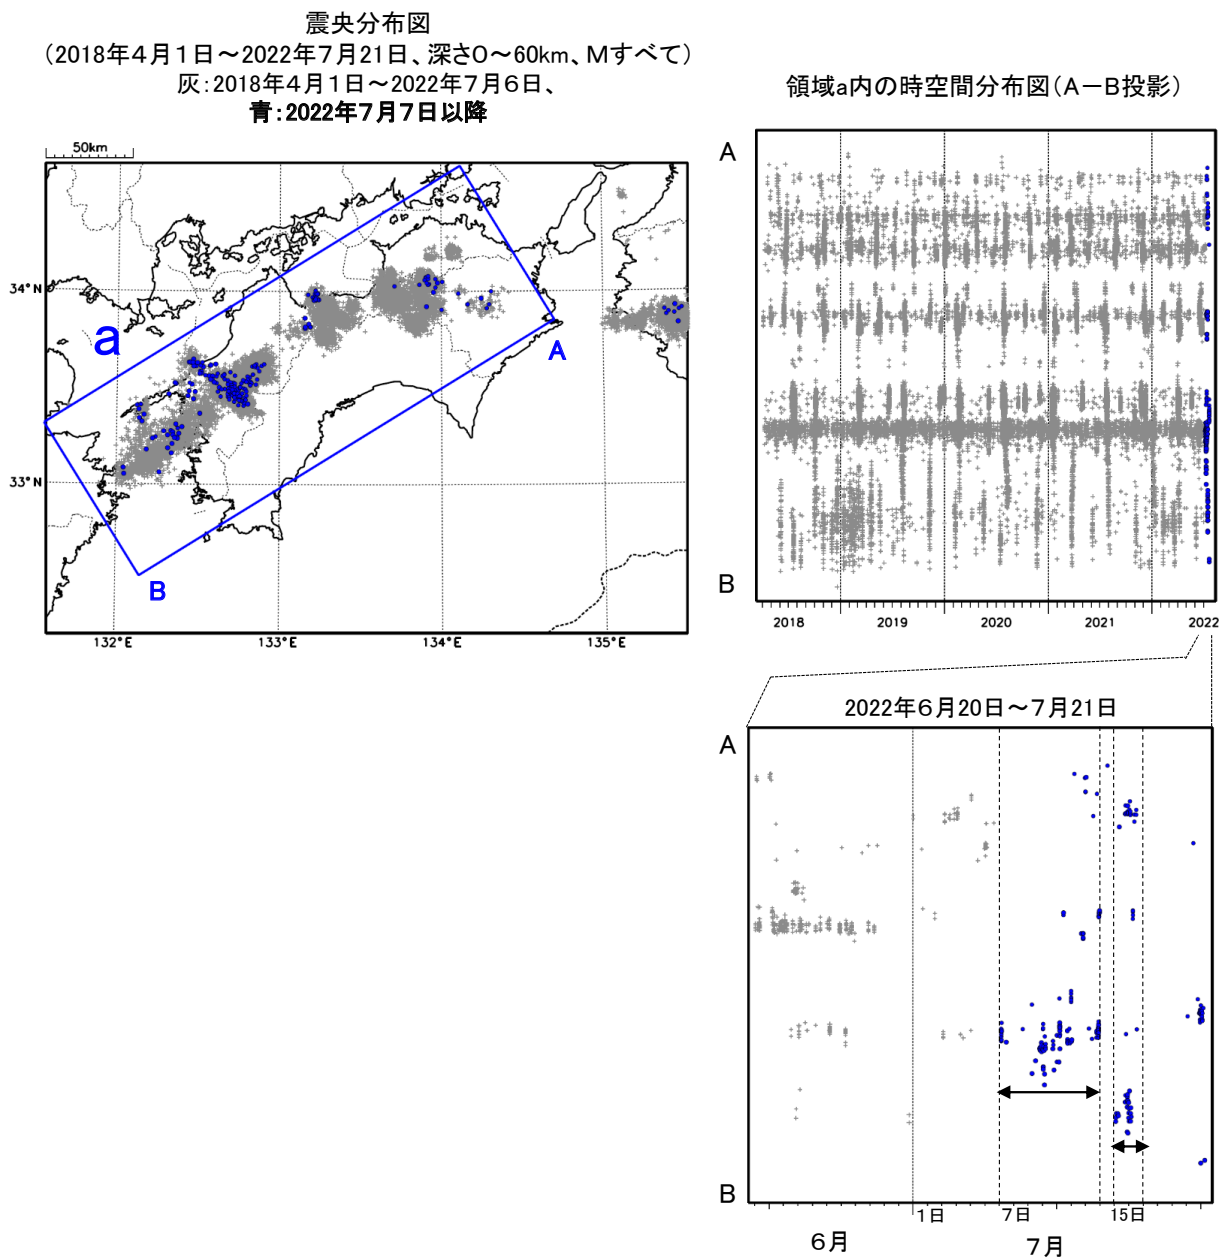 震央分布図
（2018年４月１日～2022年７月21日、深さ０～60km、Ｍすべて）
灰：2018年４月１日～2022年７月６日、
青：2022年７月７日以降
50km
34°N
33°N
132°E
133°E
134°E
135°E
a
A
B
領域a内の時空間分布図（Ａ－Ｂ投影）
A
B
2018
2019
2020
2021
2022
2022年６月20日～７月21日
A
B
1日
7日
15日
６月
７月